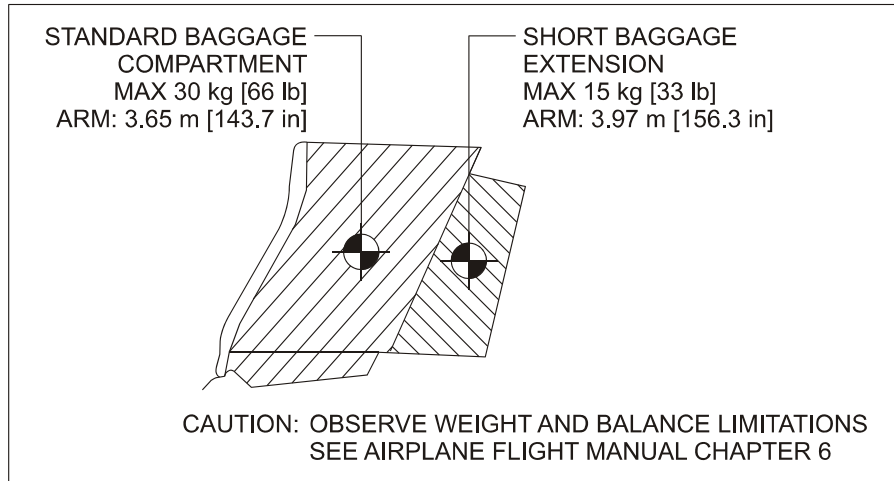 STANDARD BAGGAGE
COMPARTMENT
MAX 30 kg [66 lb]
ARM: 3.65 m [143.7 in]
SHORT BAGGAGE
EXTENSION
MAX 15 kg [33 lb]
ARM: 3.97 m [156.3 in]
CAUTION: OBSERVE WEIGHT AND BALANCE LIMITATIONS
SEE AIRPLANE FLIGHT MANUAL CHAPTER 6